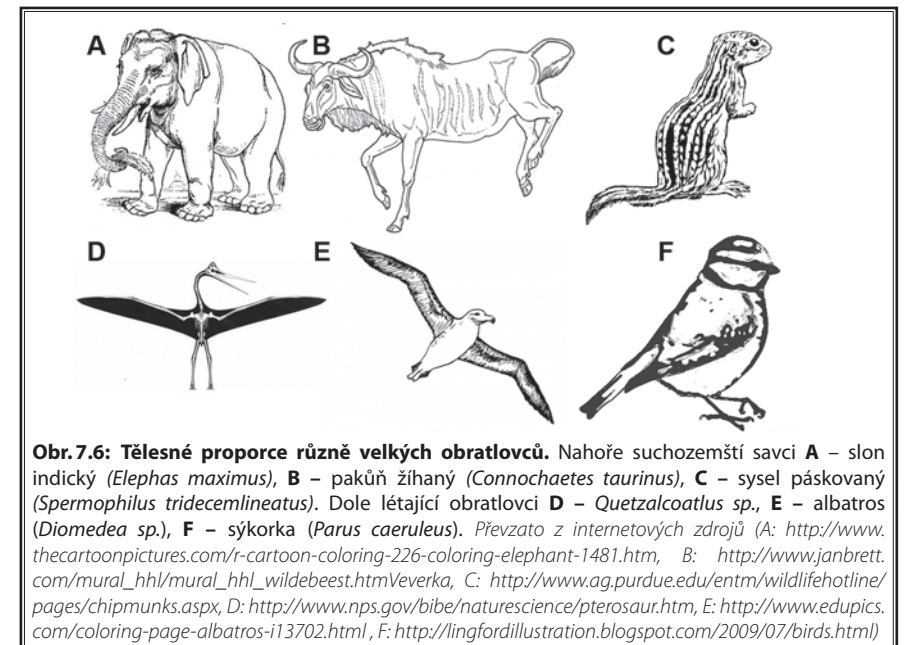 A
B
C
D
E
F
Obr. 7.6: Tělesné proporce různě velkých obratlovců. Nahoře suchozemští savci A – slon
indický (Elephas maximus), B – pakůň žíhaný (Connochaetes taurinus), C – sysel páskovaný
(Spermophilus tridecemlineatus). Dole létající obratlovci D – Quetzalcoatlus sp., E – albatros
(Diomedea sp.), F – sýkorka (Parus caeruleus). Převzato z internetových zdrojů (A: http://www.
thecartoonpictures.com/r-cartoon-coloring-226-coloring-elephant-1481.htm, B: http://www.janbrett.
com/mural_hhl/mural_hhl_wildebeest.htmVeverka, C: http://www.ag.purdue.edu/entm/wildlifehotline/
pages/chipmunks.aspx, D: http://www.nps.gov/bibe/naturescience/pterosaur.htm, E: http://www.edupics.
com/coloring-page-albatros-i13702.html , F: http://lingfordillustration.blogspot.com/2009/07/birds.html)